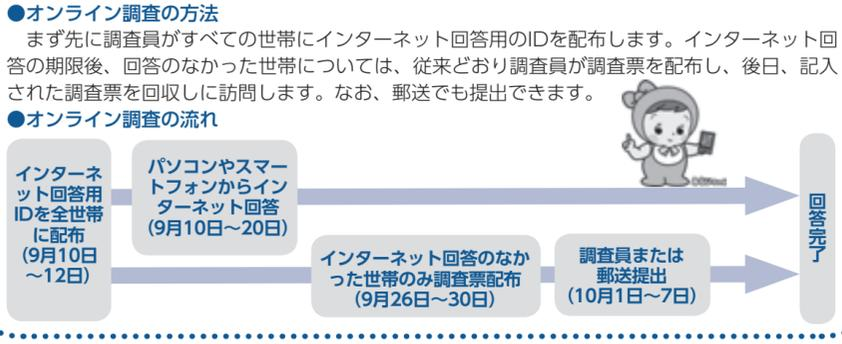 ●オンライン調査の方法
　まず先に調査員がすべての世帯にインターネット回答用のIDを配布します。インターネット回
答の期限後、回答のなかった世帯については、従来どおり調査員が調査票を配布し、後日、記入
された調査票を回収しに訪問します。なお、郵送でも提出できます。
●オンライン調査の流れ
インターネ
ット回答用
IDを全世帯
に配布
（9月10日
～12日）
パソコンやスマー
トフォンからイン
ターネット回答
（9月10日～20日）
インターネット回答のなか
った世帯のみ調査票配布
（9月26日～30日）
調査員または
郵送提出
（10月1日～7日）
回答完了